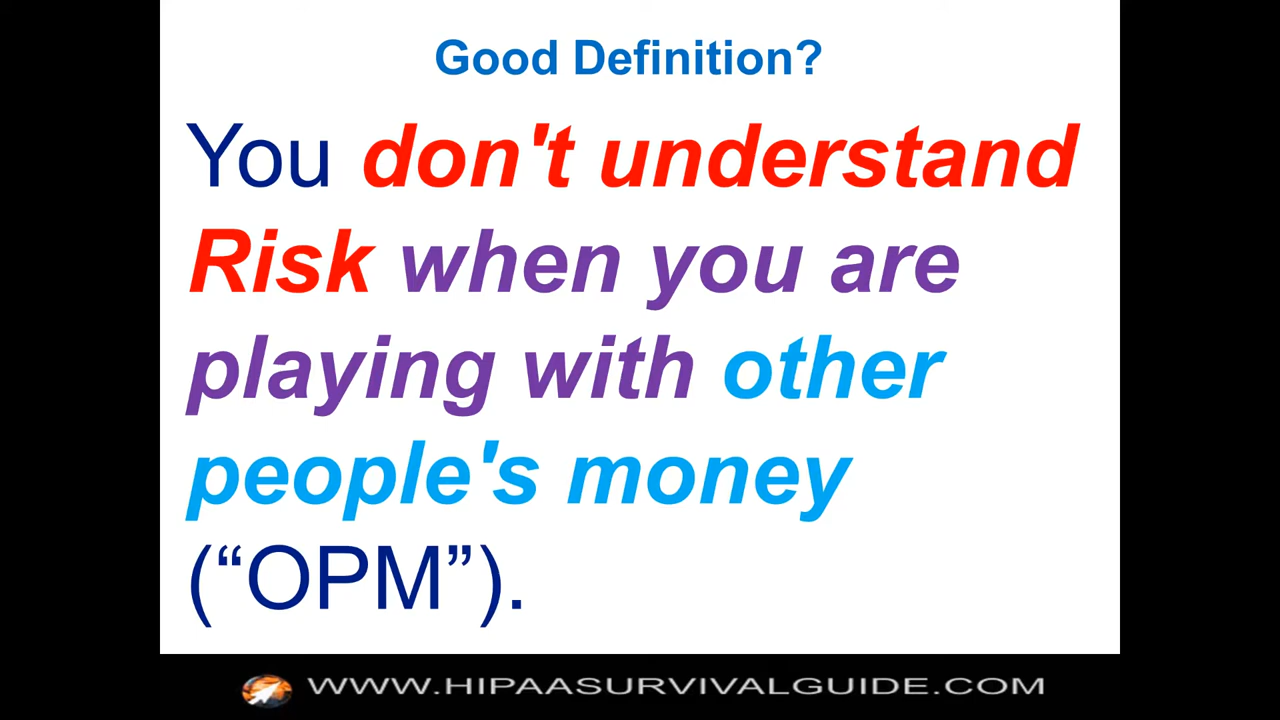 Good Definition?
You don't understand
Risk when you are
playing with other
people's money
(“OPM”).
WWW.HIPAASURVIVALGUIDE.COM